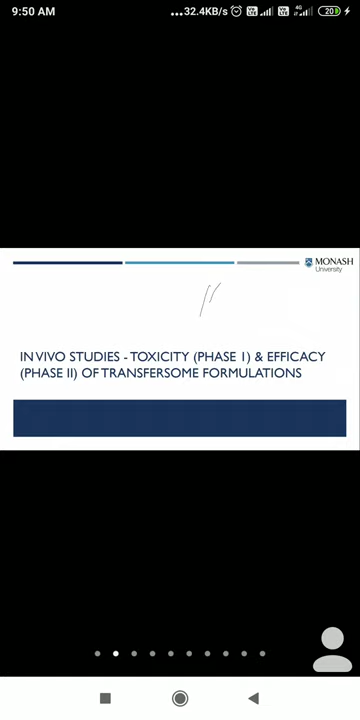 9:50 AM
...32.4KB/s
4G
20
MONASH
University
IN VIVO STUDIES - TOXICITY (PHASE 1) & EFFICACY
(PHASE II) OF TRANSFERSOME FORMULATIONS